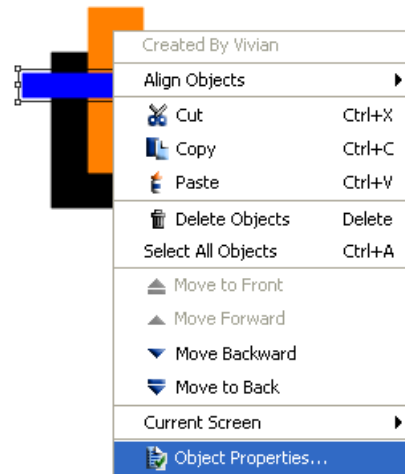 Created By Vivian
Align Objects
Cut Ctrl+X
Copy Ctrl+C
Paste Ctrl+V
Delete Objects Delete
Select All Objects Ctrl+A
Move to Front
Move Forward
Move Backward
Move to Back
Current Screen
Object Properties...